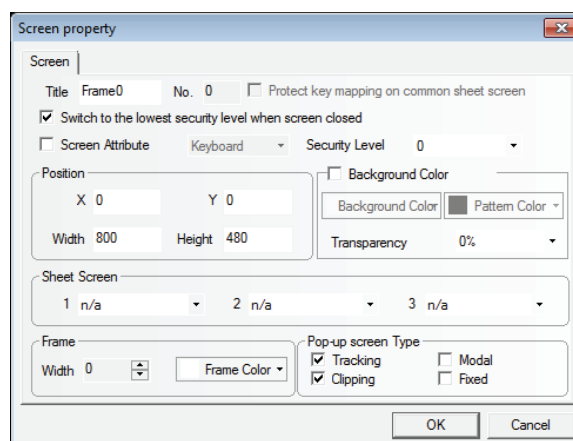 Screen property
Screen
Title Frame0 No. 0 Protect key mapping on common sheet screen
Switch to the lowest security level when screen closed
Screen Attribute Keyboard Security Level 0
Position Background Color
X 0 Y 0 Background Color Pattern Color
Width 800 Height 480 Transparency 0%
Sheet Screen
1 n/a 2 n/a 3 n/a
Frame Pop-up screen Type
Width 0 Frame Color Tracking Modal
Clipping Fixed
OK Cancel